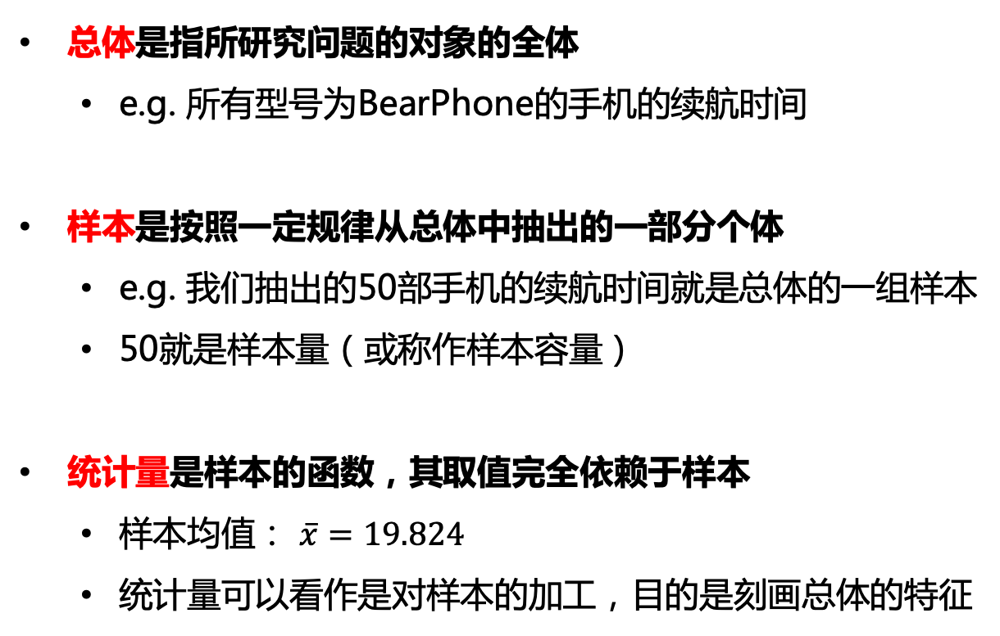 • 总体是指所研究问题的对象的全体
• e.g. 所有型号为BearPhone的手机的续航时间
• 样本是按照一定规律从总体中抽出的一部分个体
• e.g. 我们抽出的50部手机的续航时间就是总体的一组样本
• 50就是样本量（或称作样本容量）
• 统计量是样本的函数，其取值完全依赖于样本
• 样本均值： x̄ = 19.824
• 统计量可以看作是对样本的加工，目的是刻画总体的特征